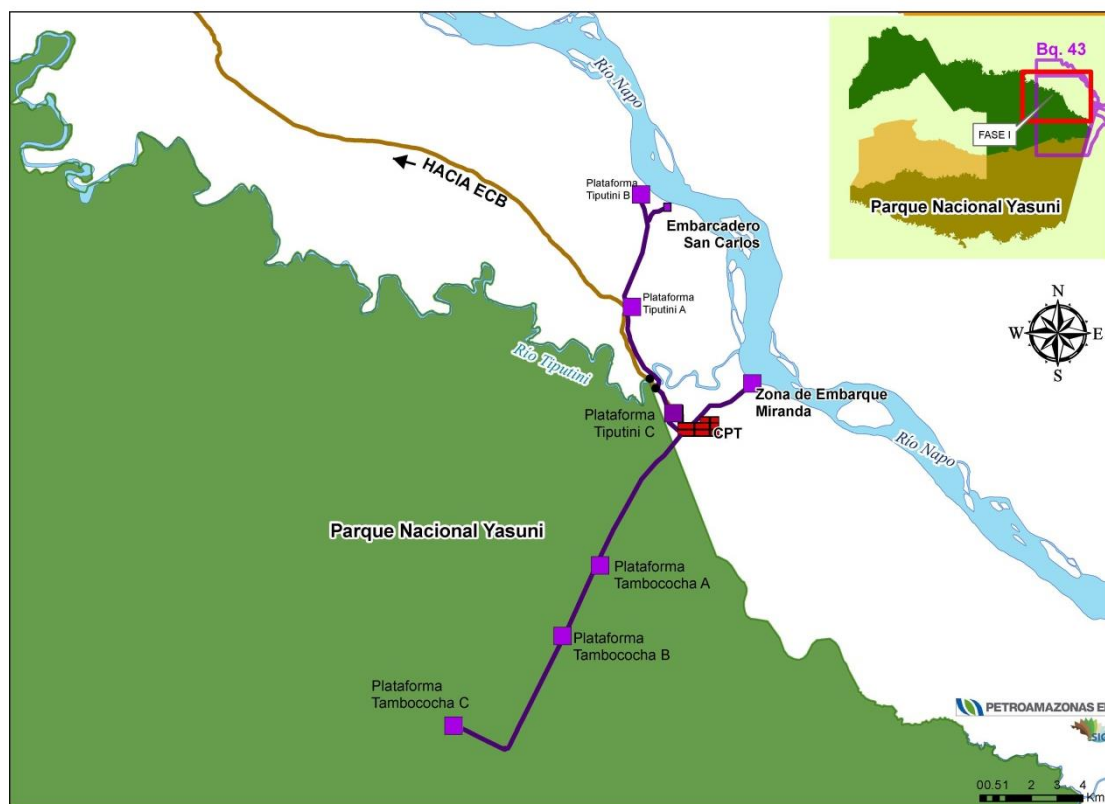 Bq. 43
FASE I
Parque Nacional Yasuni
Río Napo
HACIA ECB
Plataforma
Tiputini B
Embarcadero
San Carlos
Plataforma
Tiputini A
N
W
E
S
Río Tiputini
Zona de Embarque
Miranda
Plataforma
Tiputini C
CPT
Río Napo
Parque Nacional Yasuni
Plataforma
Tambococha A
Plataforma
Tambococha B
Plataforma
Tambococha C
PETROAMAZONAS E
SIG
0 0.5 1 2 3 4
Km